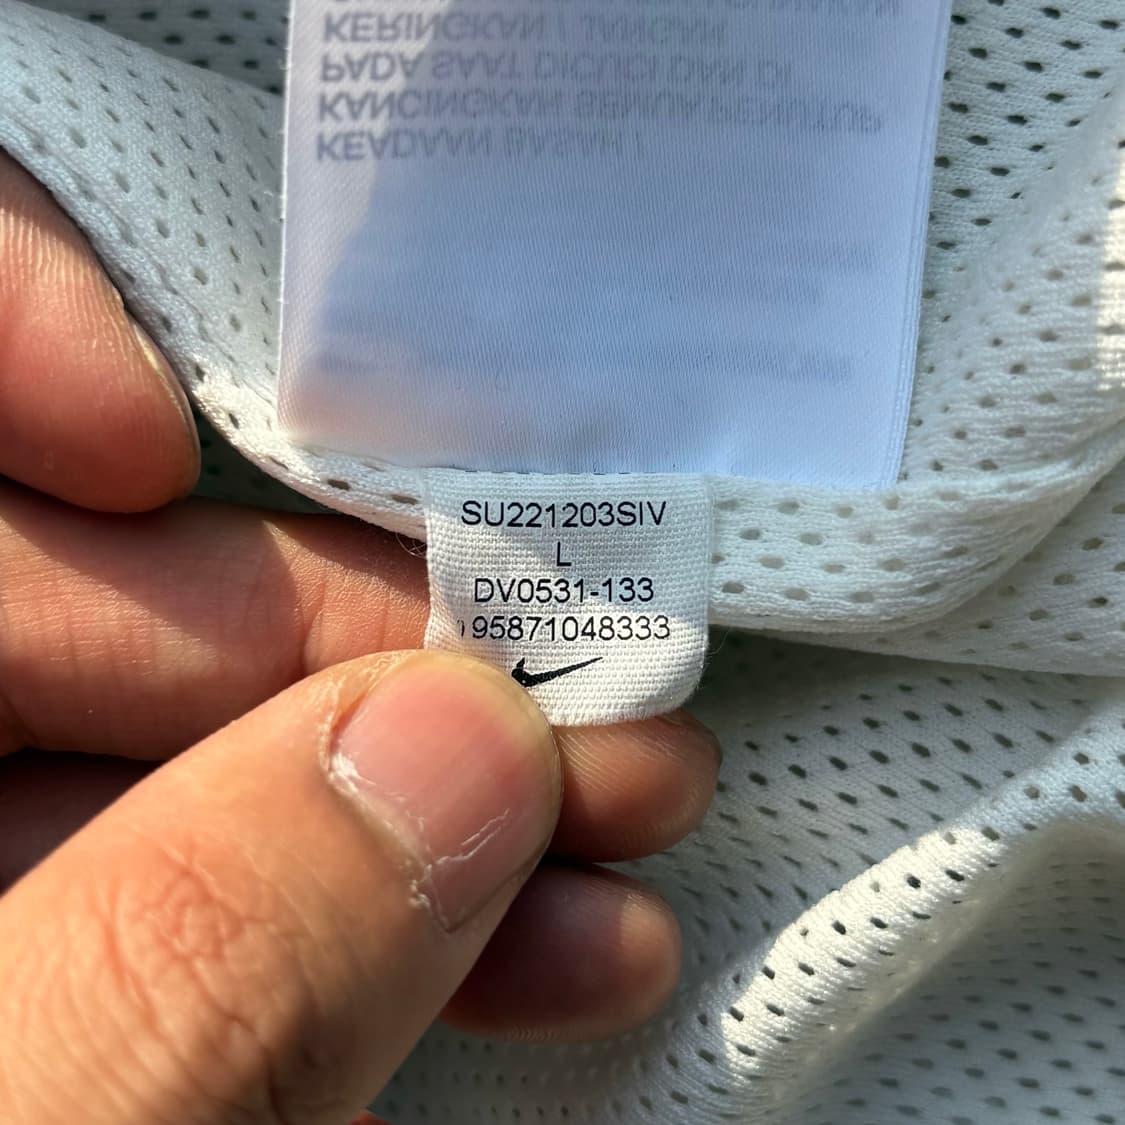 KEADAAN BASAH /
KANCINGKAN SEMUA PENUTUP
PADA SAAT DICUCI DAN DI
KERINGKAN / JANGAN
SU221203SIV
L
DV0531-133
95871048333